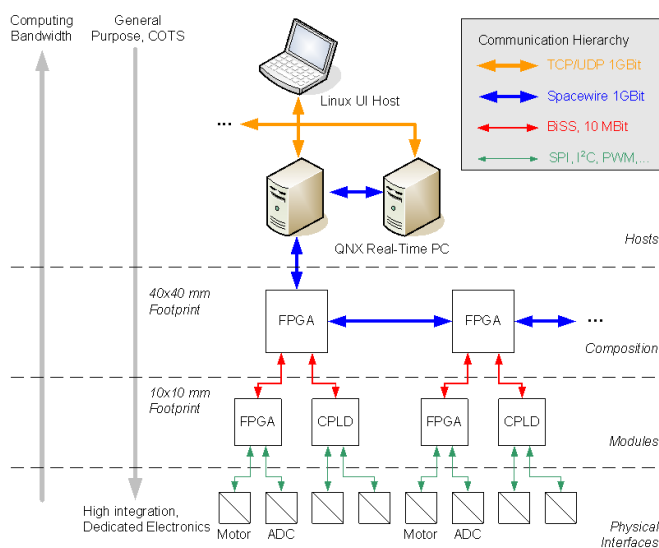 Computing
Bandwidth
General
Purpose, COTS
Communication Hierarchy
TCP/UDP 1GBit
Spacewire 1GBit
BiSS, 10 MBit
SPI, I²C, PWM,...
Linux UI Host
...
QNX Real-Time PC
Hosts
40x40 mm
Footprint
FPGA
FPGA
...
Composition
10x10 mm
Footprint
FPGA
CPLD
FPGA
CPLD
Modules
High integration,
Dedicated Electronics
Motor
ADC
Motor
ADC
Physical
Interfaces